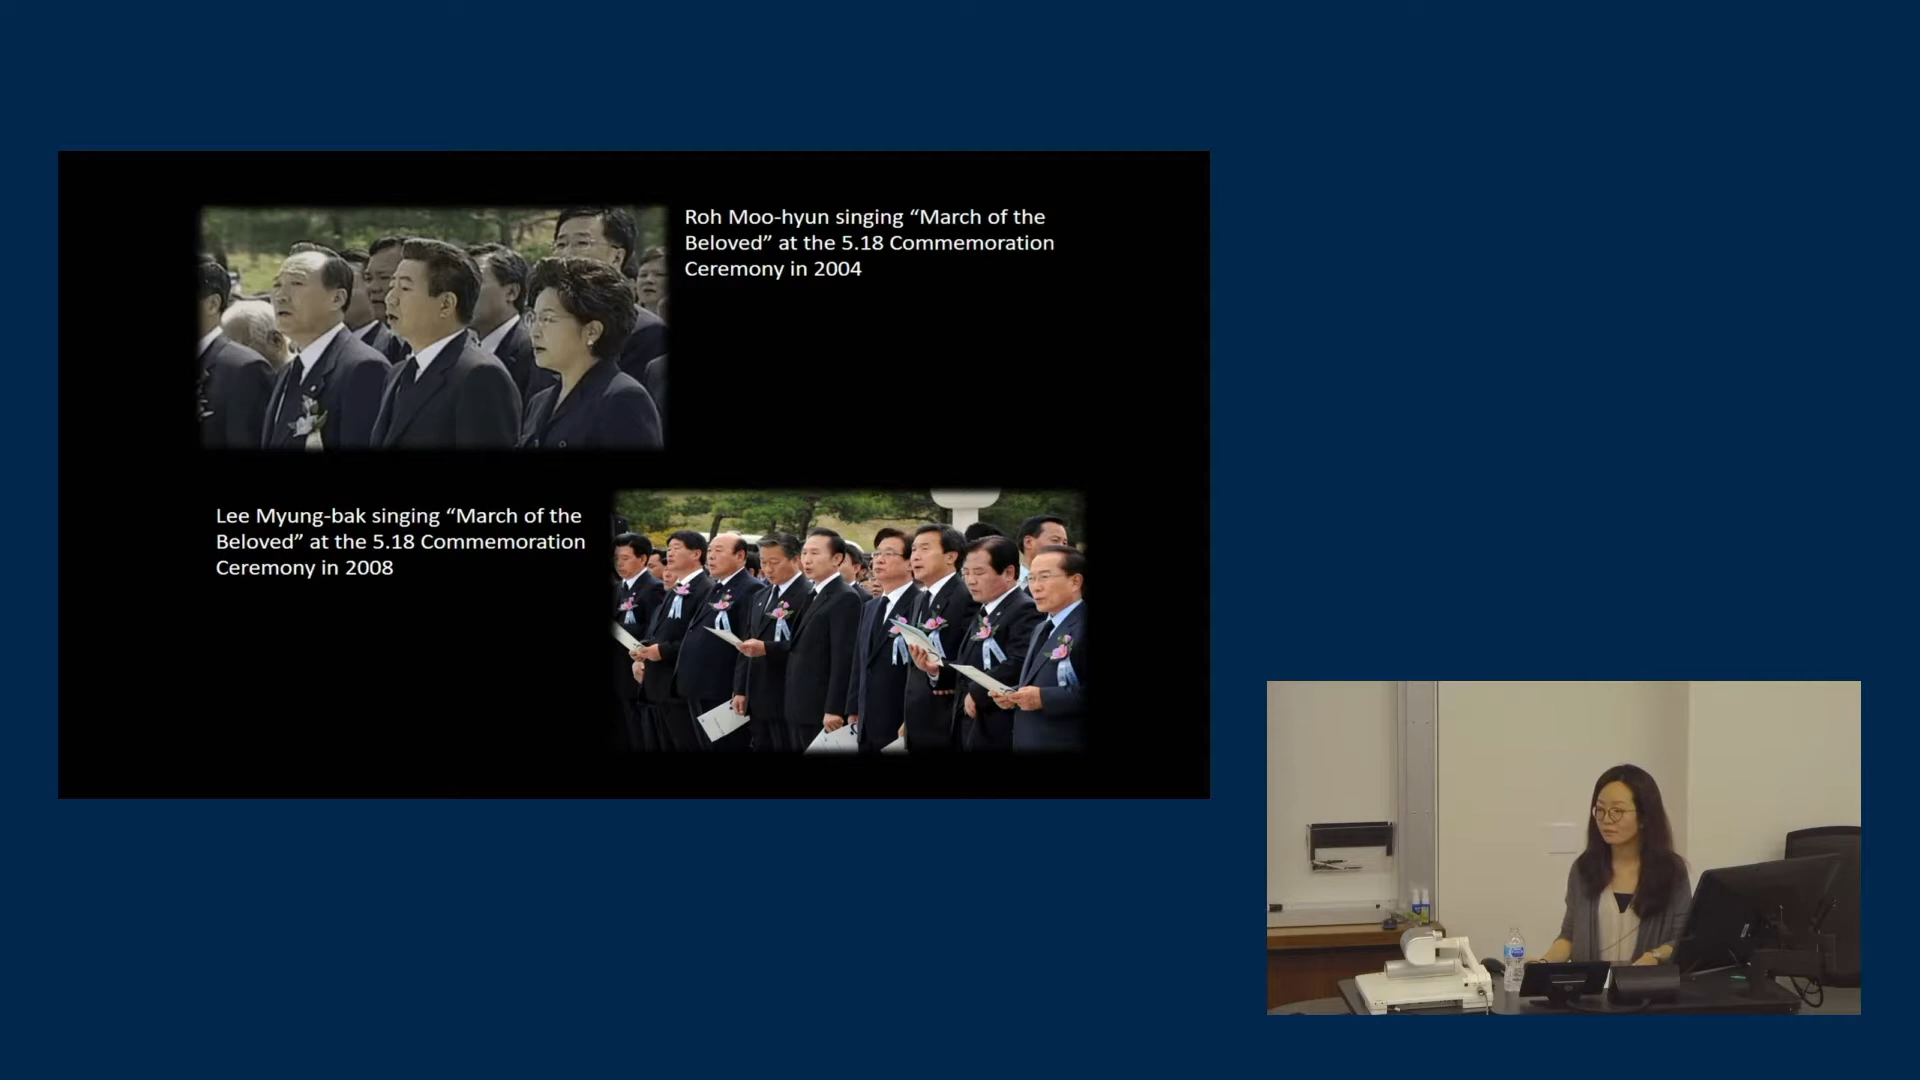 Roh Moo-hyun singing “March of the
Beloved” at the 5.18 Commemoration
Ceremony in 2004
Lee Myung-bak singing “March of the
Beloved” at the 5.18 Commemoration
Ceremony in 2008